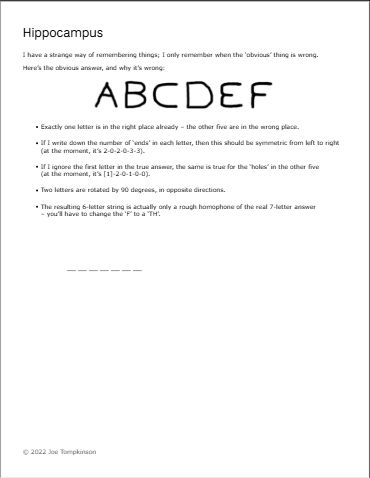 Hippocampus
I have a strange way of remembering things; I only remember when the ‘obvious’ thing is wrong.
Here’s the obvious answer, and why it’s wrong:
ABCDEF
• Exactly one letter is in the right place already – the other five are in the wrong place.
• If I write down the number of ‘ends’ in each letter, then this should be symmetric from left to right
(at the moment, it’s 2-0-2-0-3-3).
• If I ignore the first letter in the true answer, the same is true for the ‘holes’ in the other five
(at the moment, it’s [1]-2-0-1-0-0).
• Two letters are rotated by 90 degrees, in opposite directions.
• The resulting 6-letter string is actually only a rough homophone of the real 7-letter answer
– you’ll have to change the ‘F’ to a ‘TH’.
__ __ __ __ __ __ __
© 2022 Joe Tompkinson